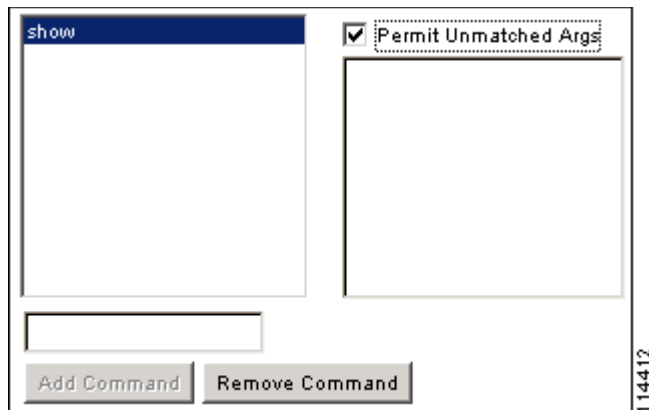 show
Permit Unmatched Args
Add Command
Remove Command
114412